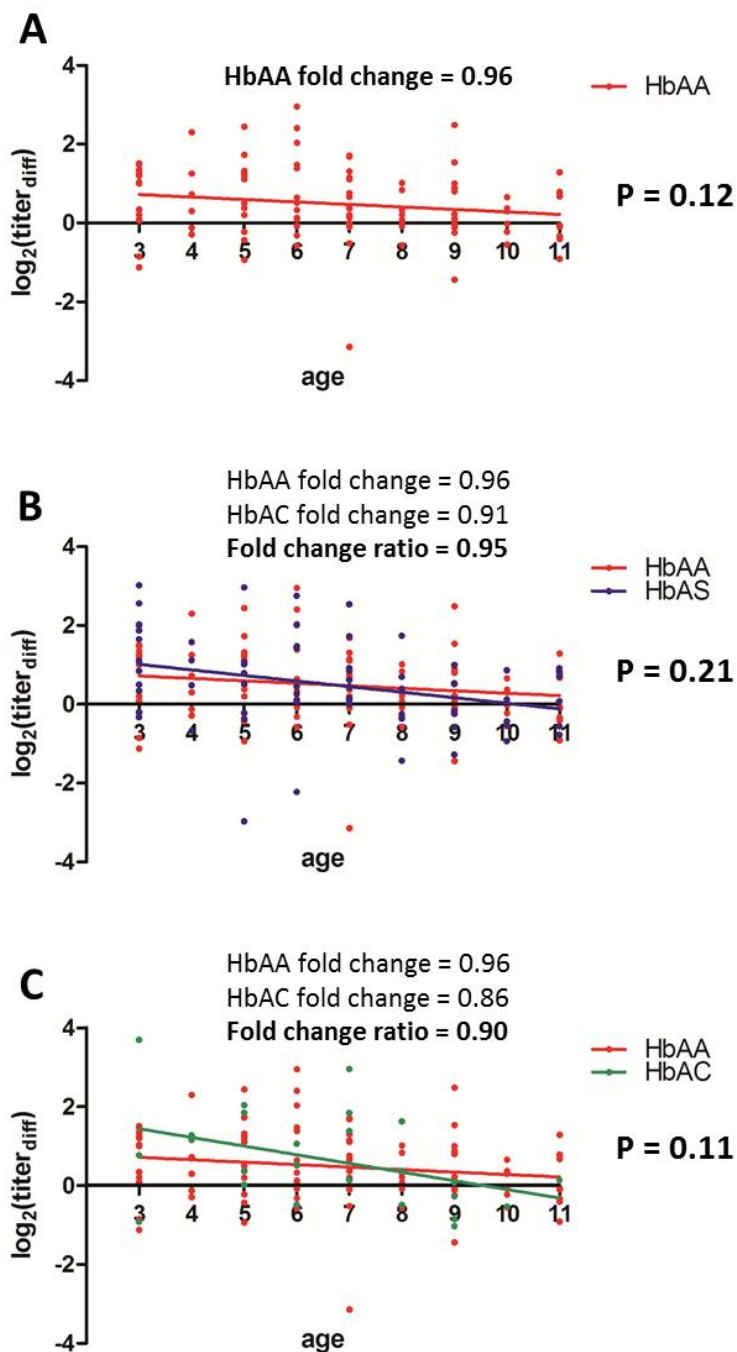 A
HbAA fold change = 0.96
HbAA
P = 0.12
log2(titerdiff)
4
2
0
-2
-4
3 4 5 6 7 8 9 10 11
age
B
HbAA fold change = 0.96
HbAC fold change = 0.91
Fold change ratio = 0.95
HbAA
HbAS
P = 0.21
log2(titerdiff)
4
2
0
-2
-4
3 4 5 6 7 8 9 10 11
age
C
HbAA fold change = 0.96
HbAC fold change = 0.86
Fold change ratio = 0.90
HbAA
HbAC
P = 0.11
log2(titerdiff)
4
2
0
-2
-4
3 4 5 6 7 8 9 10 11
age